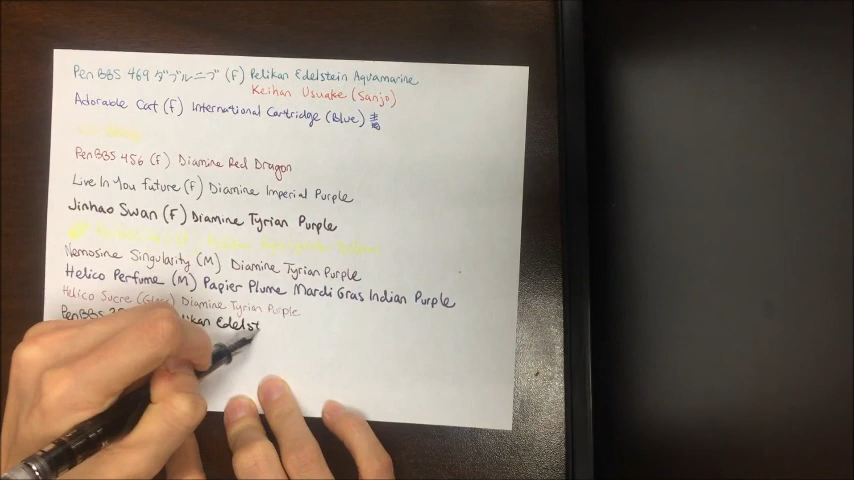 PenBBS 469 ダブルニブ (F) Pelikan Edelstein Aquamarine
Keihan Usuake (Sanjo)
Adorable Cat (F) International Cartridge (Blue) 青
PenBBS 456 (F) Diamine Red Dragon
Live In You future (F) Diamine Imperial Purple
Jinhao Swan (F) Diamine Tyrian Purple
Nemosine Singularity (M) Diamine Tyrian Purple
Helico Perfume (M) Papier Plume Mardi Gras Indian Purple
Helico Sucre (Glass) Diamine Tyrian Purple
PenBBS Edelst